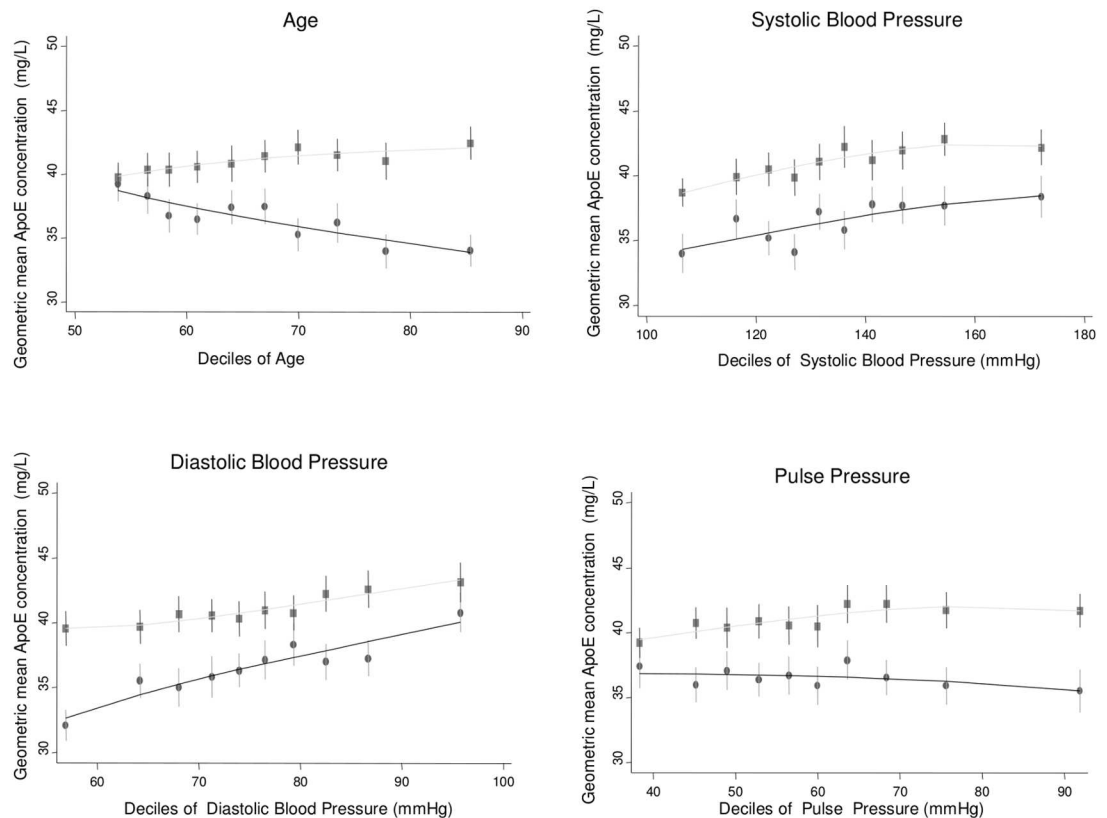 Age
Geometric mean ApoE concentration (mg/L)
50
45
40
35
30
50 60 70 80 90
Deciles of Age
Systolic Blood Pressure
Geometric mean ApoE concentration (mg/L)
50
45
40
35
30
100 120 140 160 180
Deciles of Systolic Blood Pressure (mmHg)
Diastolic Blood Pressure
Geometric mean ApoE concentration (mg/L)
50
45
40
35
30
60 70 80 90 100
Deciles of Diastolic Blood Pressure (mmHg)
Pulse Pressure
Geometric mean ApoE concentration (mg/L)
50
45
40
35
30
40 50 60 70 80 90
Deciles of Pulse Pressure (mmHg)